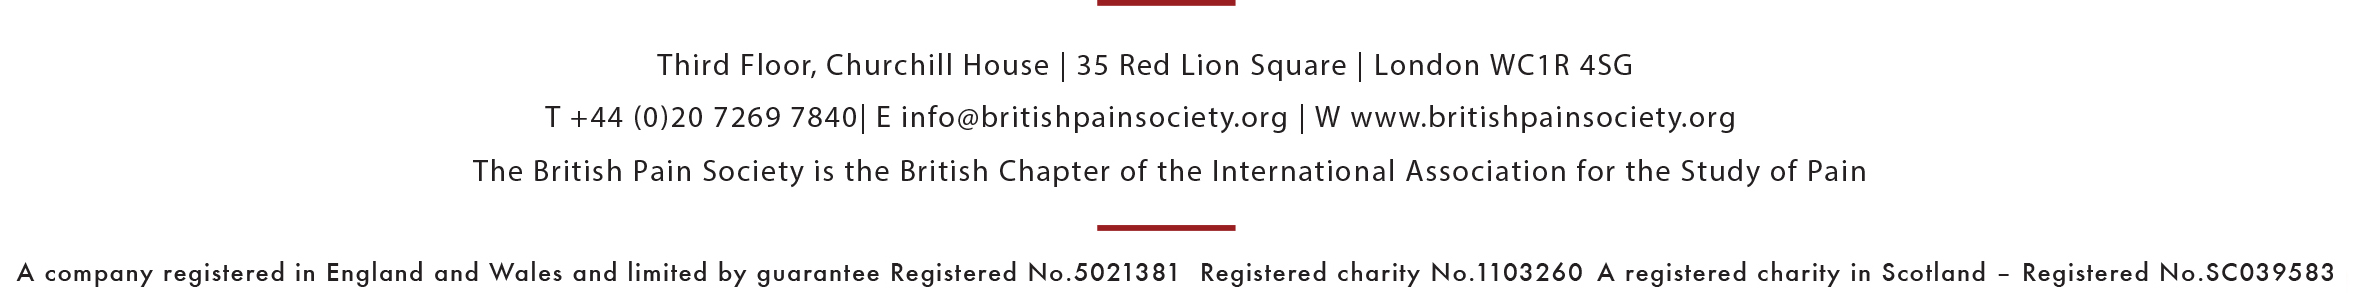 Third Floor, Churchill House | 35 Red Lion Square | London WC1R 4SG
T +44 (0)20 7269 7840| E info@britishpainsociety.org | W www.britishpainsociety.org
The British Pain Society is the British Chapter of the International Association for the Study of Pain
A company registered in England and Wales and limited by guarantee Registered No.5021381 Registered charity No.1103260 A registered charity in Scotland – Registered No.SC039583